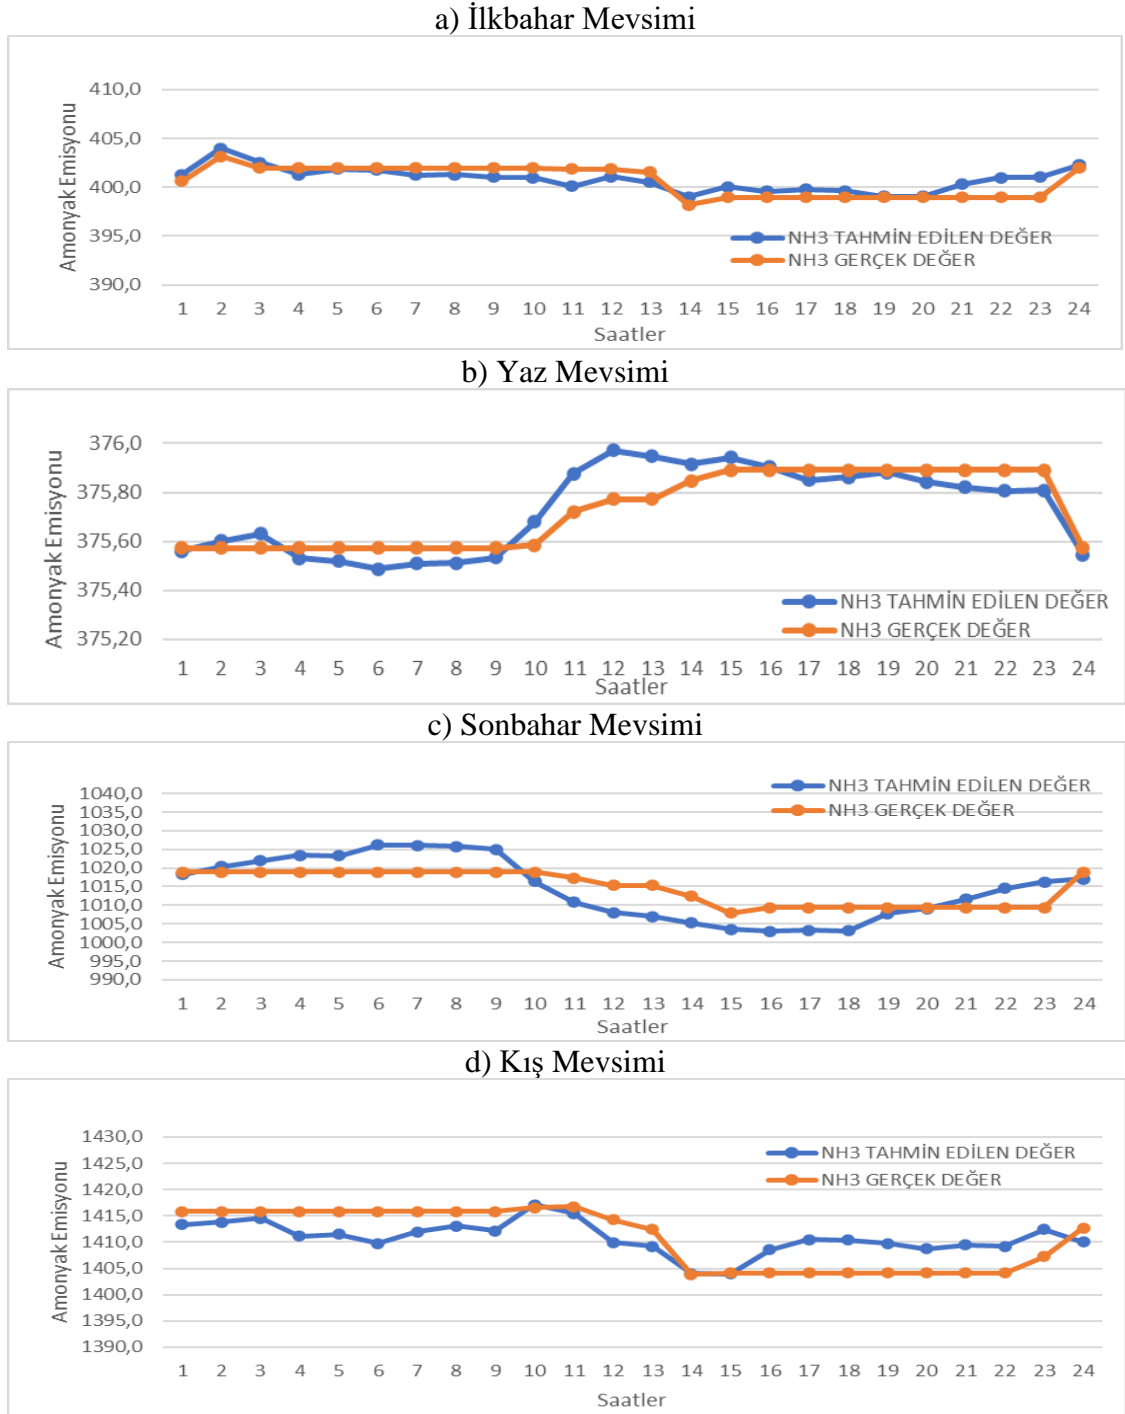 a) İlkbahar Mevsimi
Amonyak Emisyonu
410,0
405,0
400,0
395,0
390,0
NH3 TAHMİN EDİLEN DEĞER
NH3 GERÇEK DEĞER
1 2 3 4 5 6 7 8 9 10 11 12 13 14 15 16 17 18 19 20 21 22 23 24
Saatler
b) Yaz Mevsimi
Amonyak Emisyonu
376,0
375,80
375,60
375,40
375,20
NH3 TAHMİN EDİLEN DEĞER
NH3 GERÇEK DEĞER
1 2 3 4 5 6 7 8 9 10 11 12 13 14 15 16 17 18 19 20 21 22 23 24
Saatler
c) Sonbahar Mevsimi
Amonyak Emisyonu
1040,0
1035,0
1030,0
1025,0
1020,0
1015,0
1010,0
1005,0
1000,0
995,0
990,0
NH3 TAHMİN EDİLEN DEĞER
NH3 GERÇEK DEĞER
1 2 3 4 5 6 7 8 9 10 11 12 13 14 15 16 17 18 19 20 21 22 23 24
Saatler
d) Kış Mevsimi
Amonyak Emisyonu
1430,0
1425,0
1420,0
1415,0
1410,0
1405,0
1400,0
1395,0
1390,0
NH3 TAHMİN EDİLEN DEĞER
NH3 GERÇEK DEĞER
1 2 3 4 5 6 7 8 9 10 11 12 13 14 15 16 17 18 19 20 21 22 23 24
Saatler